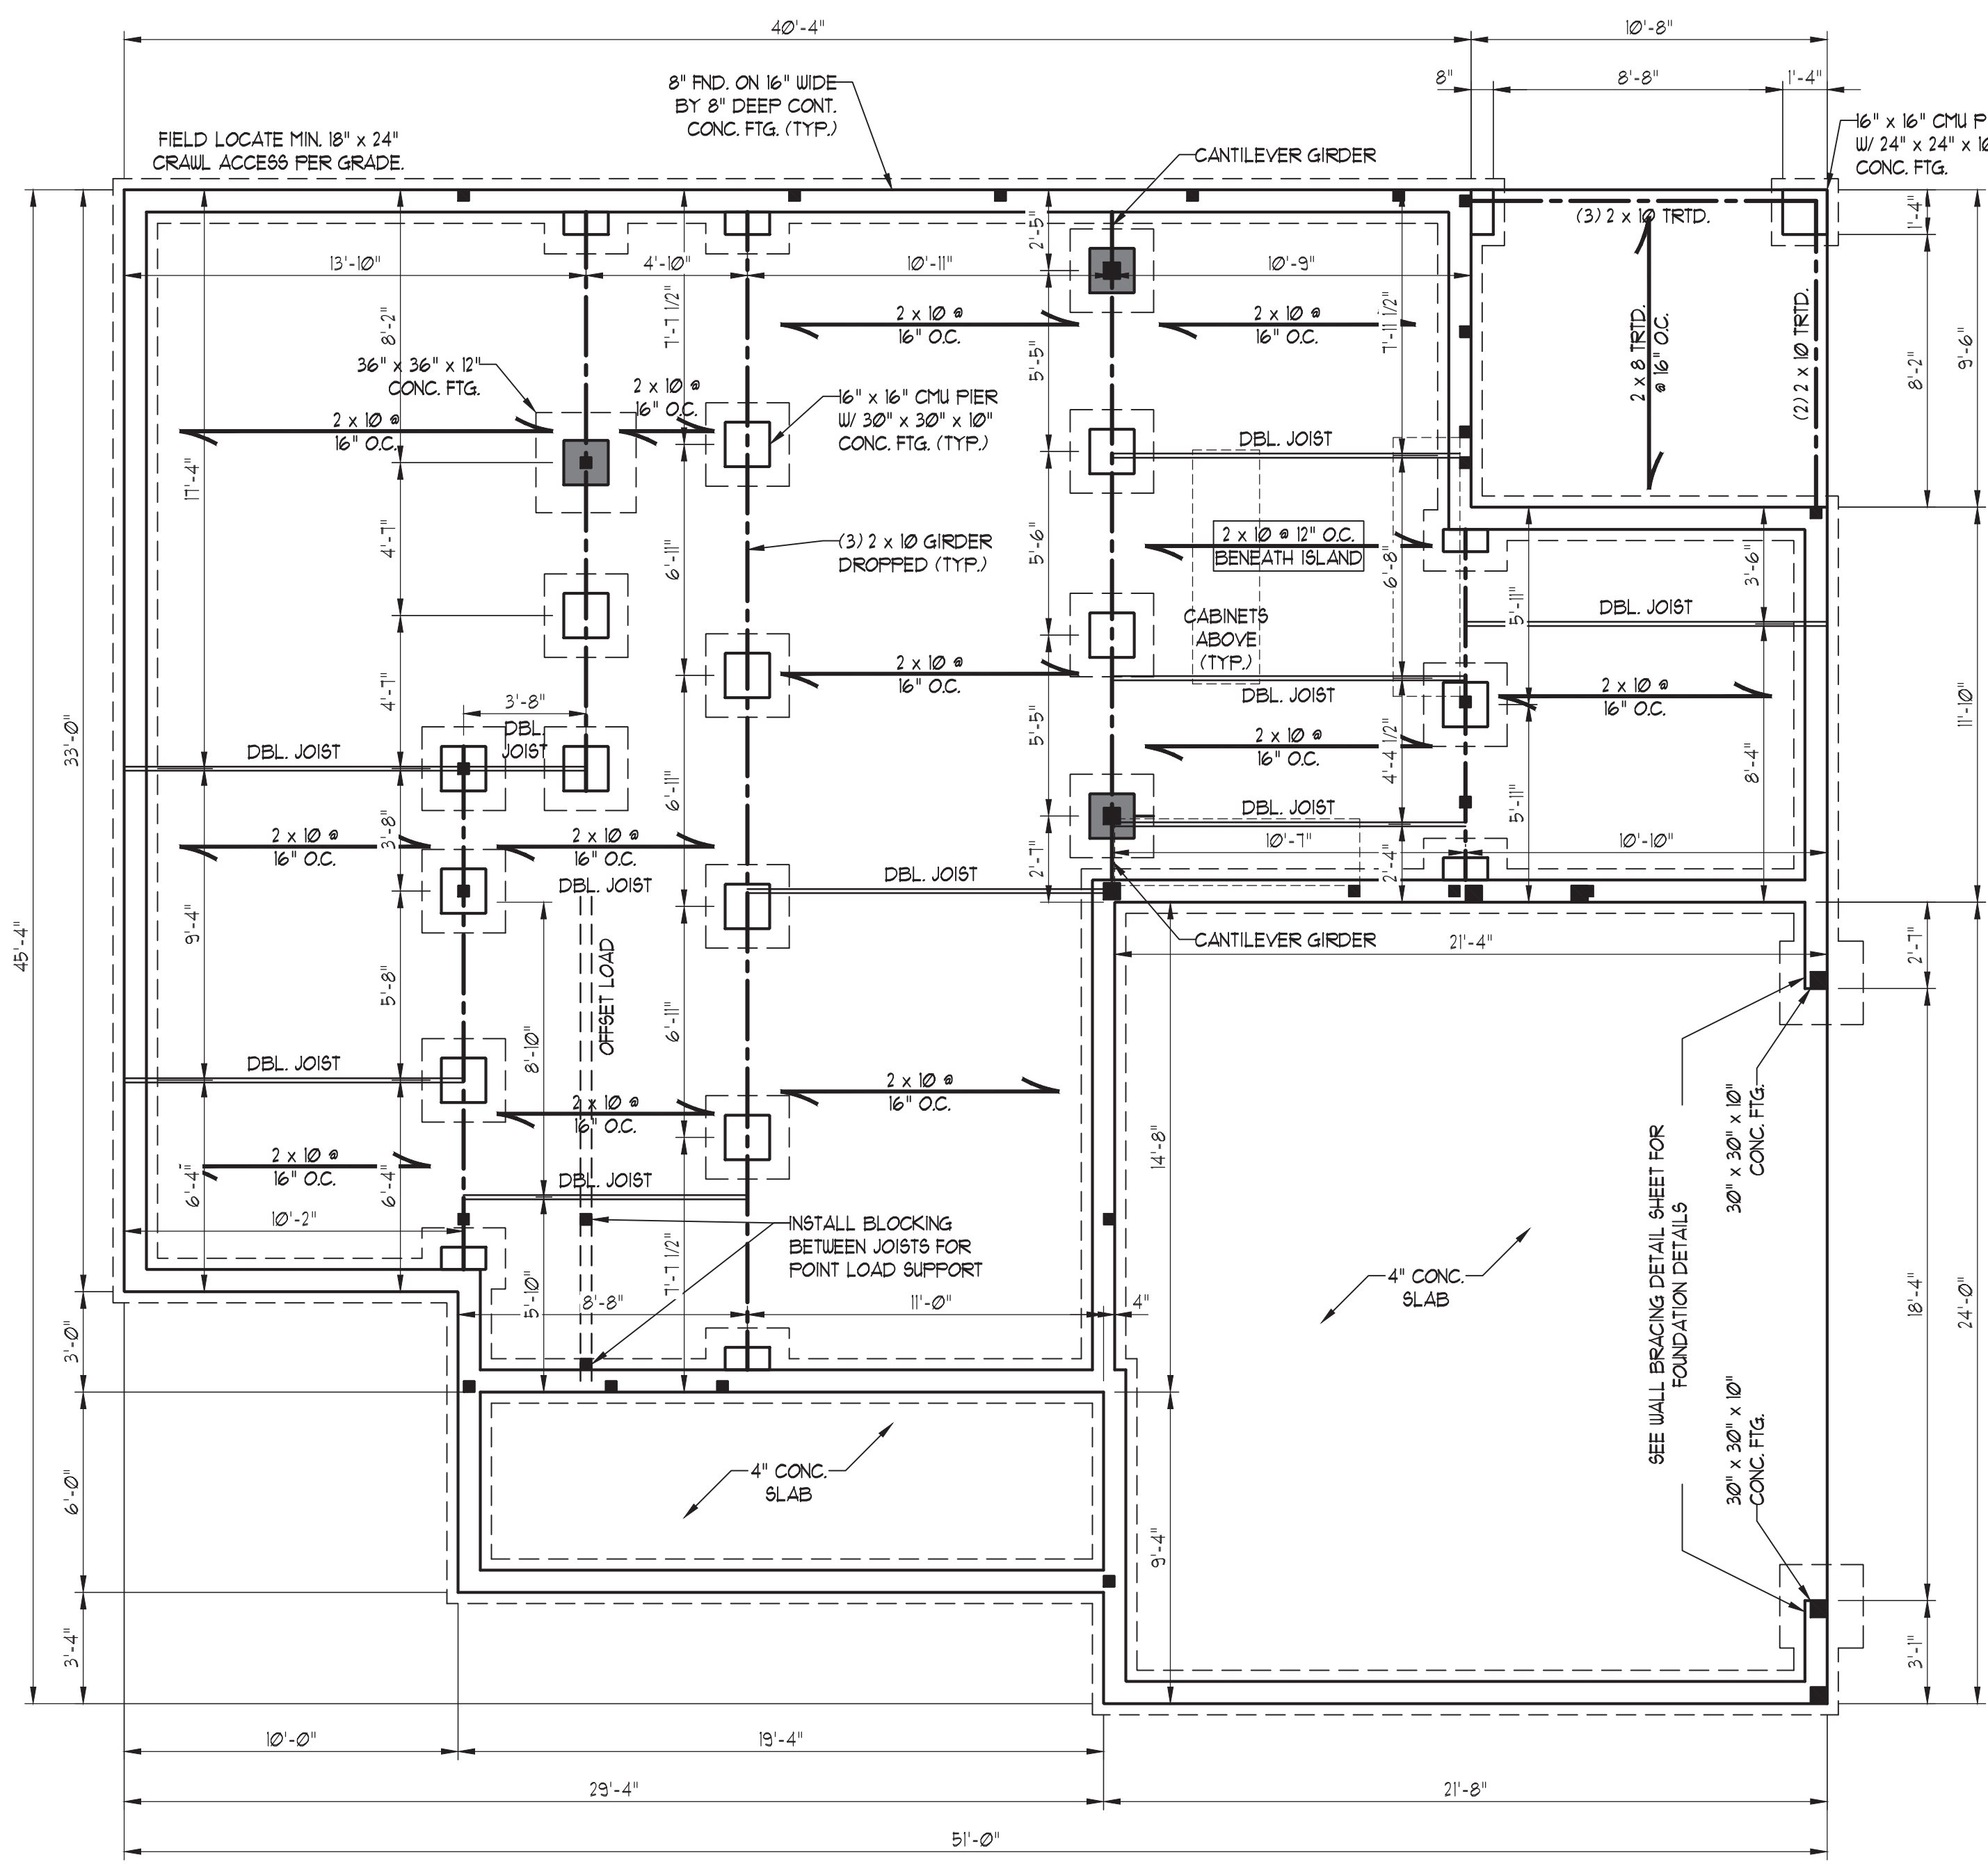 40'-4"
10'-8"
8"
8'-8"
1'-4"
8" FND. ON 16" WIDE
BY 8" DEEP CONT.
CONC. FTG. (TYP.)
FIELD LOCATE MIN. 18" x 24"
CRAWL ACCESS PER GRADE.
CANTILEVER GIRDER
16" x 16" CMU
W/ 24" x 24" x
CONC. FTG.
(3) 2 x 10 TRTD.
2 x 8 TRTD.
@ 16" O.C.
(2) 2 x 10 TRTD.
1'-4"
8'-2"
9'-6"
13'-10"
4'-10"
10'-11"
10'-9"
2'-5"
8'-2"
7'-7 1/2"
5'-5"
7'-11 1/2"
2 x 10 @
16" O.C.
2 x 10 @
16" O.C.
36" x 36" x 12"
CONC. FTG.
2 x 10 @
16" O.C.
2 x 10 @
16" O.C.
16" x 16" CMU PIER
W/ 30" x 30" x 10"
CONC. FTG. (TYP.)
DBL. JOIST
17'-4"
4'-7"
6'-11"
(3) 2 x 10 GIRDER
DROPPED (TYP.)
5'-6"
2 x 10 @ 12" O.C.
BENEATH ISLAND
6'-8"
5'-11"
3'-6"
DBL. JOIST
CABINETS
ABOVE
(TYP.)
11'-10"
4'-7"
2 x 10 @
16" O.C.
DBL. JOIST
2 x 10 @
16" O.C.
3'-8"
DBL.
JOIST
DBL. JOIST
33'-0"
5'-5"
2 x 10 @
16" O.C.
4'-4 1/2"
8'-4"
6'-11"
DBL. JOIST
5'-11"
2 x 10 @
16" O.C.
3'-8"
2 x 10 @
16" O.C.
10'-7"
10'-10"
2'-7"
2'-4"
DBL. JOIST
DBL. JOIST
45'-4"
9'-4"
5'-8"
OFFSET LOAD
CANTILEVER GIRDER
21'-4"
2'-7"
8'-10"
6'-11"
DBL. JOIST
2 x 10 @
16" O.C.
2 x 10 @
16" O.C.
14'-8"
30" x 30" x 10"
CONC. FTG.
SEE WALL BRACING DETAIL SHEET FOR
FOUNDATION DETAILS
2 x 10 @
16" O.C.
6'-4"
6'-4"
DBL. JOIST
10'-2"
INSTALL BLOCKING
BETWEEN JOISTS FOR
POINT LOAD SUPPORT
7'-7 1/2"
5'-10"
8'-8"
11'-0"
4"
4" CONC.
SLAB
18'-4"
24'-0"
3'-0"
6'-0"
4" CONC.
SLAB
30" x 30" x 10"
CONC. FTG.
9'-4"
3'-4"
3'-1"
10'-0"
19'-4"
29'-4"
21'-8"
51'-0"